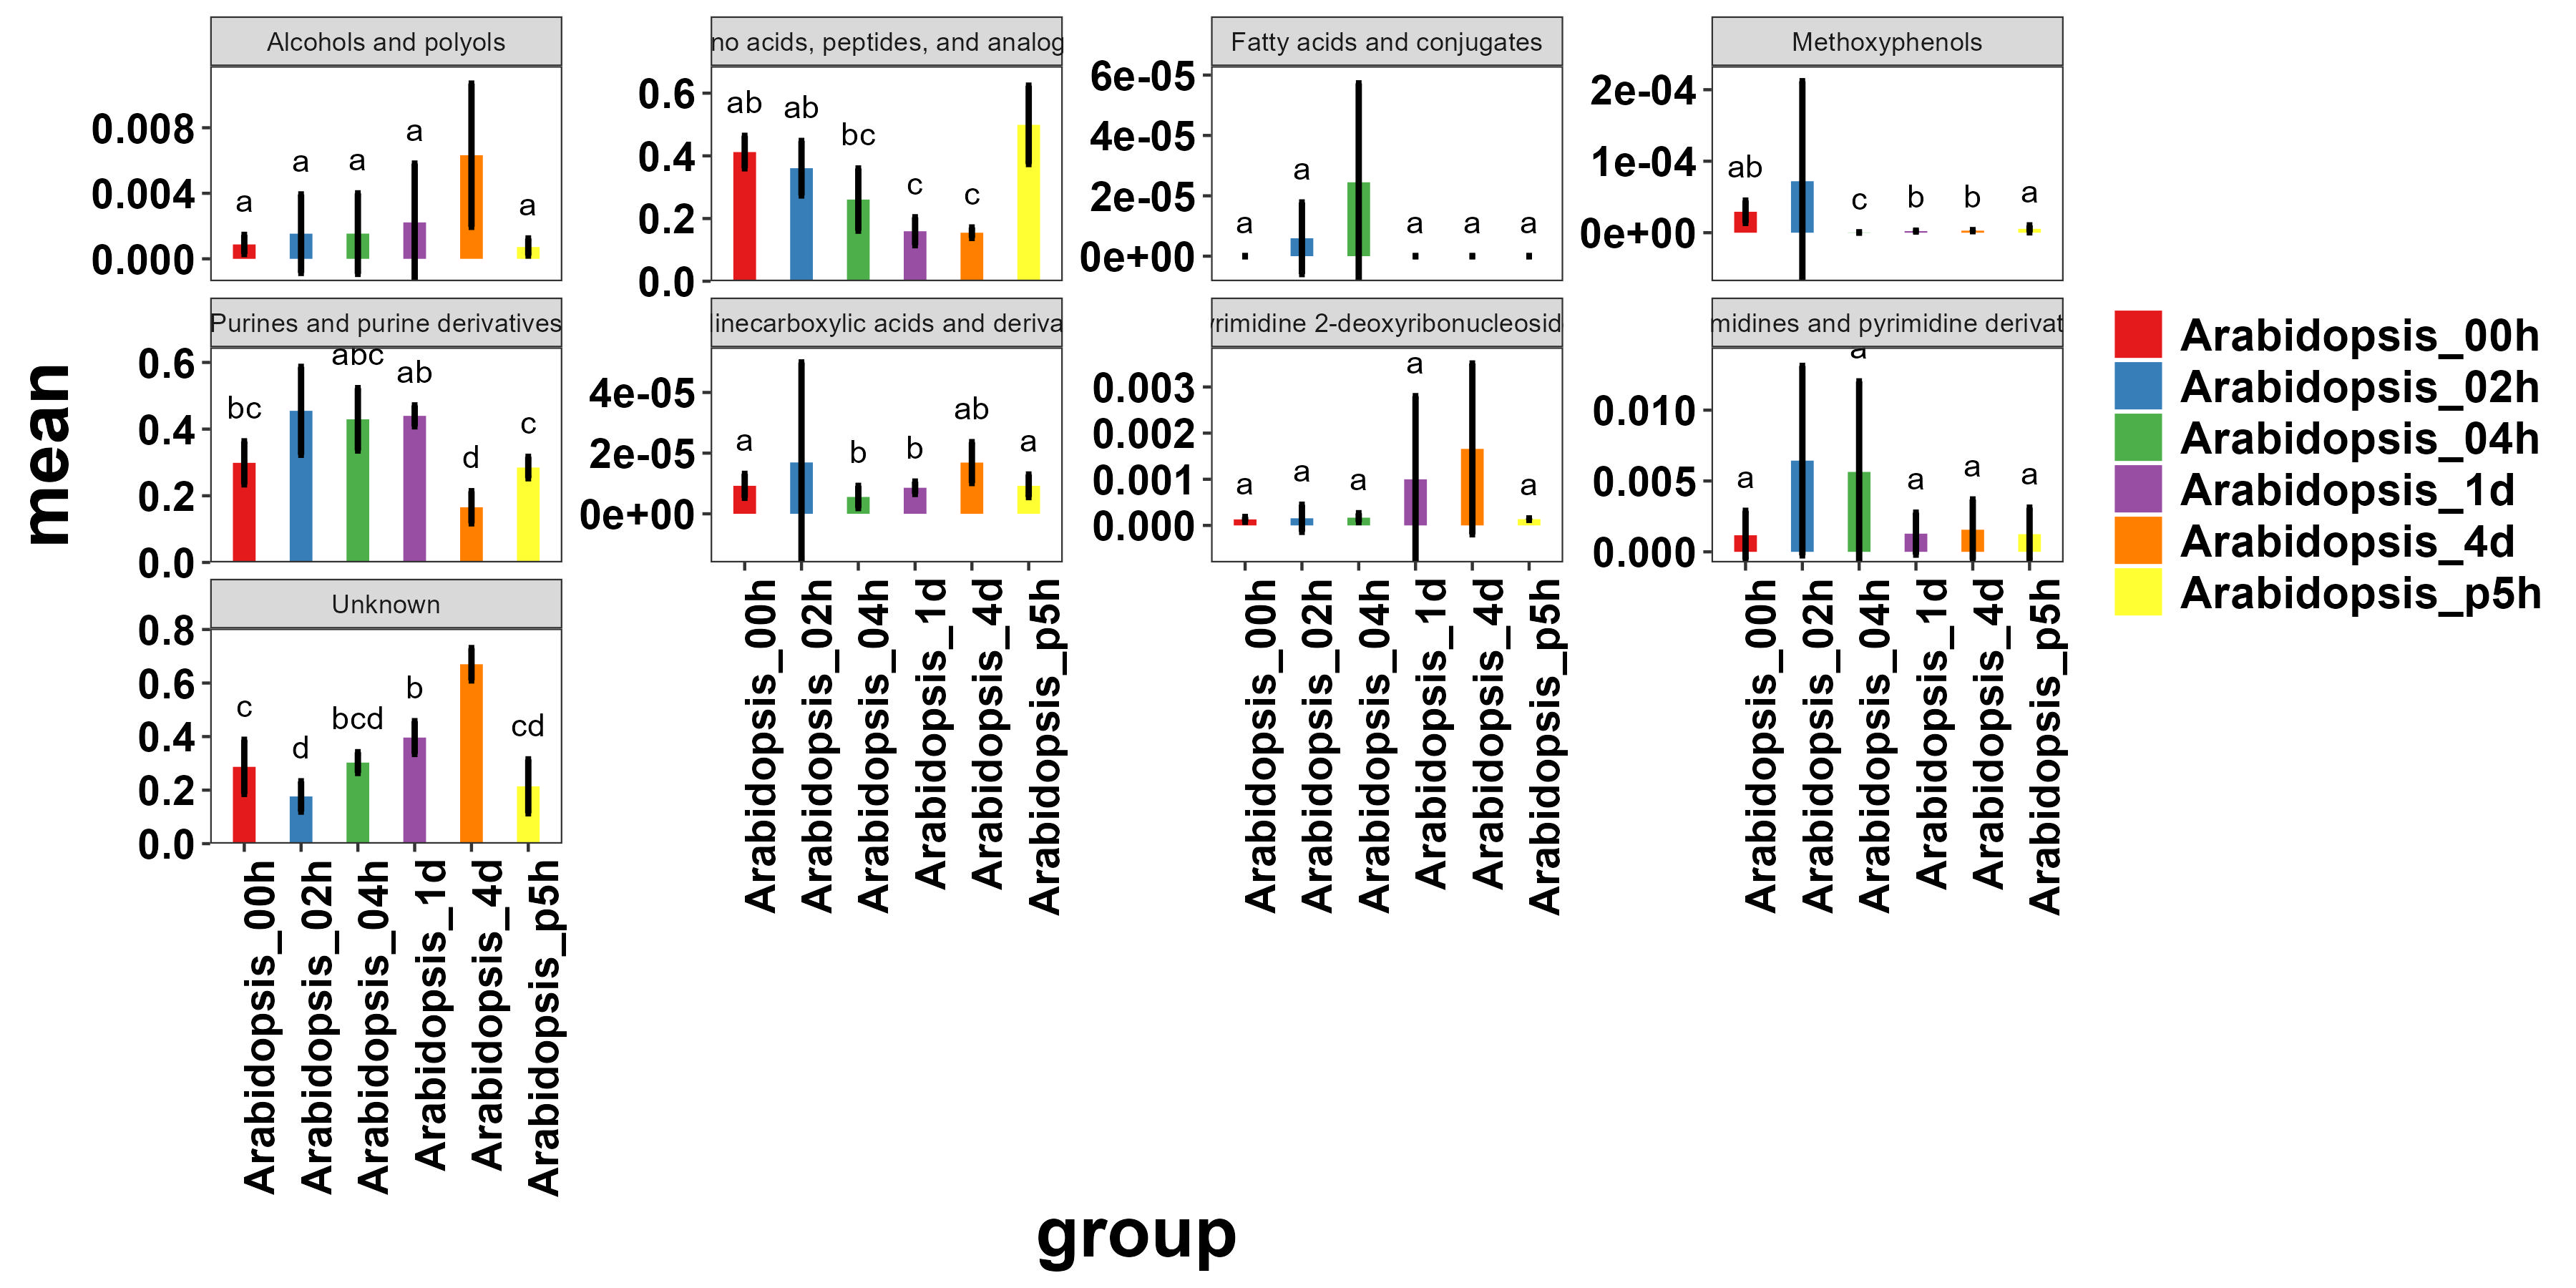 Alcohols and polyols
no acids, peptides, and analog
Fatty acids and conjugates
Methoxyphenols
0.008
0.004
0.000
a a a a a
0.6
0.4
0.2
0.0
ab ab bc c c
6e-05
4e-05
2e-05
0e+00
a a a a a
2e-04
1e-04
0e+00
ab c b b a
Purines and purine derivatives
linecarboxylic acids and deriva
rimidine 2-deoxyribonucleosid
midines and pyrimidine derivat
0.6
0.4
0.2
0.0
bc abc ab d c
4e-05
2e-05
0e+00
a b b ab a
0.003
0.002
0.001
0.000
a a a a a
0.010
0.005
0.000
a a a a a
Arabidopsis_00h
Arabidopsis_02h
Arabidopsis_04h
Arabidopsis_1d
Arabidopsis_4d
Arabidopsis_p5h
Arabidopsis_00h
Arabidopsis_02h
Arabidopsis_04h
Arabidopsis_1d
Arabidopsis_4d
Arabidopsis_p5h
Arabidopsis_00h
Arabidopsis_02h
Arabidopsis_04h
Arabidopsis_1d
Arabidopsis_4d
Arabidopsis_p5h
Unknown
0.8
0.6
0.4
0.2
0.0
c d bcd b cd
Arabidopsis_00h
Arabidopsis_02h
Arabidopsis_04h
Arabidopsis_1d
Arabidopsis_4d
Arabidopsis_p5h
mean
group
Arabidopsis_00h
Arabidopsis_02h
Arabidopsis_04h
Arabidopsis_1d
Arabidopsis_4d
Arabidopsis_p5h